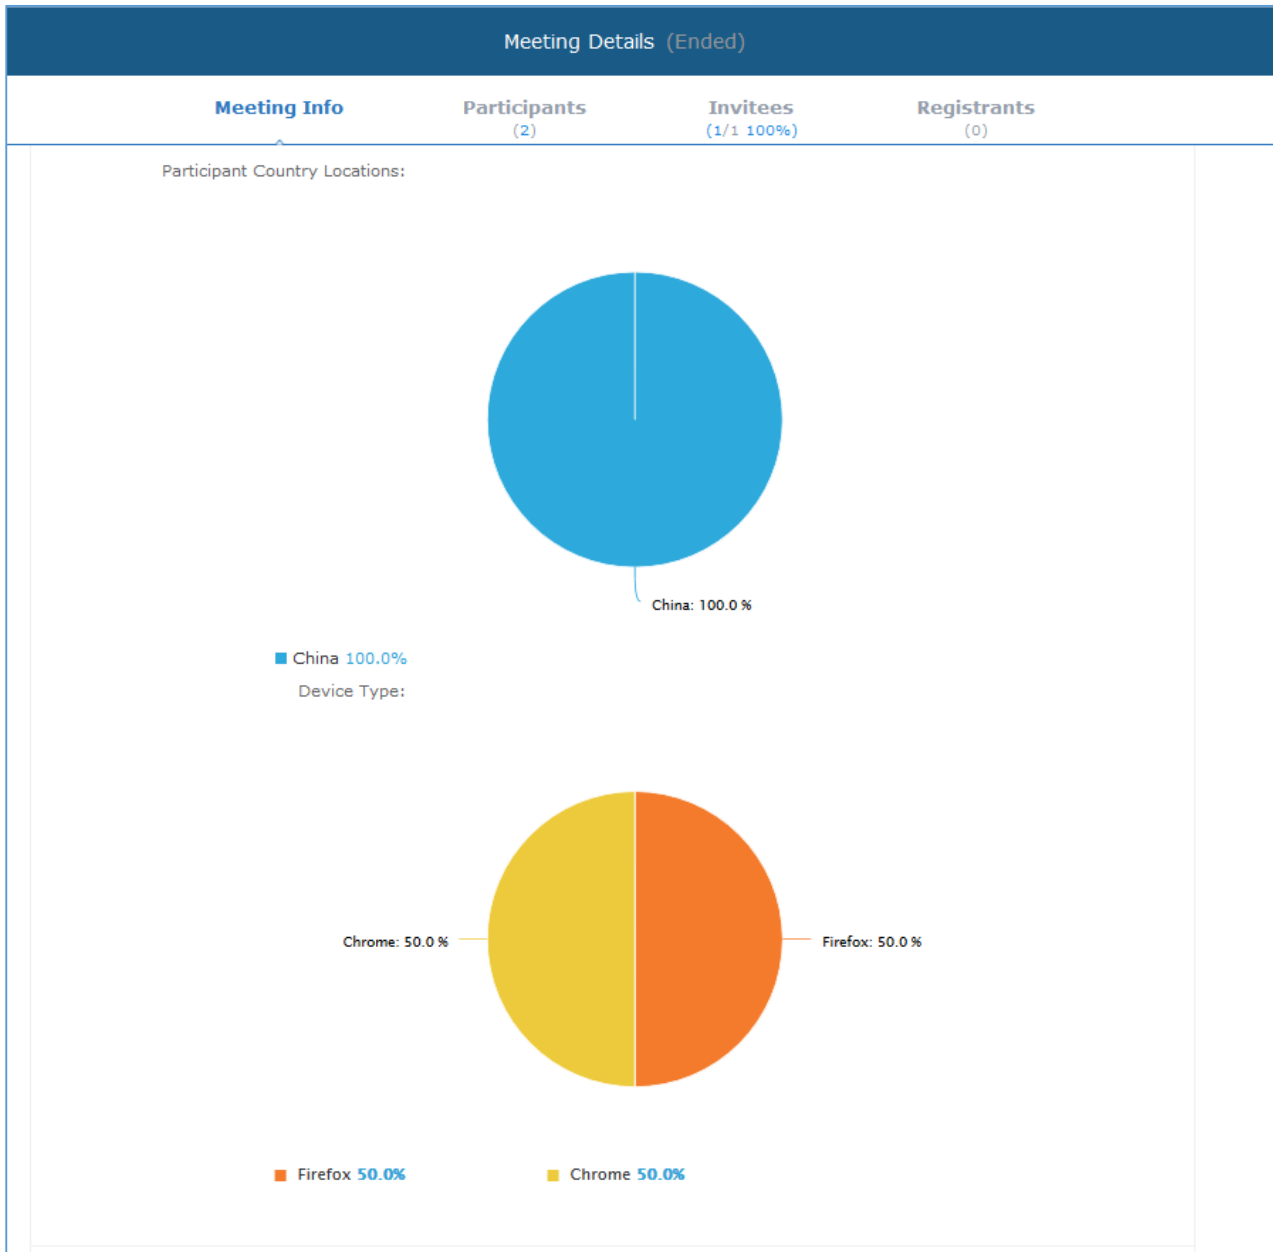 Meeting Details (Ended)
Meeting Info Participants Invitees Registrants
(2) (1/1 100%) (0)
Participant Country Locations:
China: 100.0 %
China 100.0%
Device Type:
Chrome: 50.0 % Firefox: 50.0 %
Firefox 50.0% Chrome 50.0%